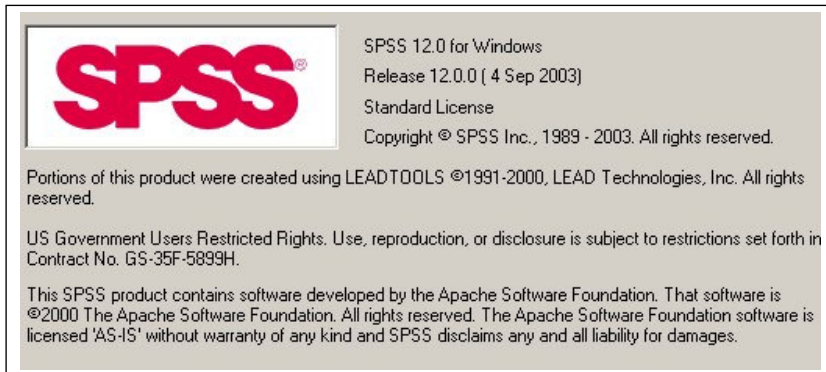 SPSS®
SPSS 12.0 for Windows
Release 12.0.0 ( 4 Sep 2003)
Standard License
Copyright © SPSS Inc., 1989 - 2003. All rights reserved.
Portions of this product were created using LEADTOOLS ©1991-2000, LEAD Technologies, Inc. All rights
reserved.
US Government Users Restricted Rights. Use, reproduction, or disclosure is subject to restrictions set forth in
Contract No. GS-35F-5899H.
This SPSS product contains software developed by the Apache Software Foundation. That software is
©2000 The Apache Software Foundation. All rights reserved. The Apache Software Foundation software is
licensed 'AS-IS' without warranty of any kind and SPSS disclaims any and all liability for damages.